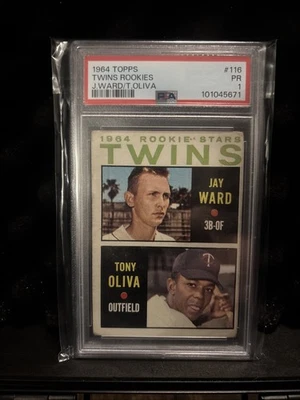 1964 TOPPS #116
TWINS ROOKIES PR
J.WARD/T.OLIVA 1
PSA 101045671
1964 ROOKIE STARS
TWINS
JAY
WARD
3B-OF
TONY
OLIVA
OUTFIELD
T